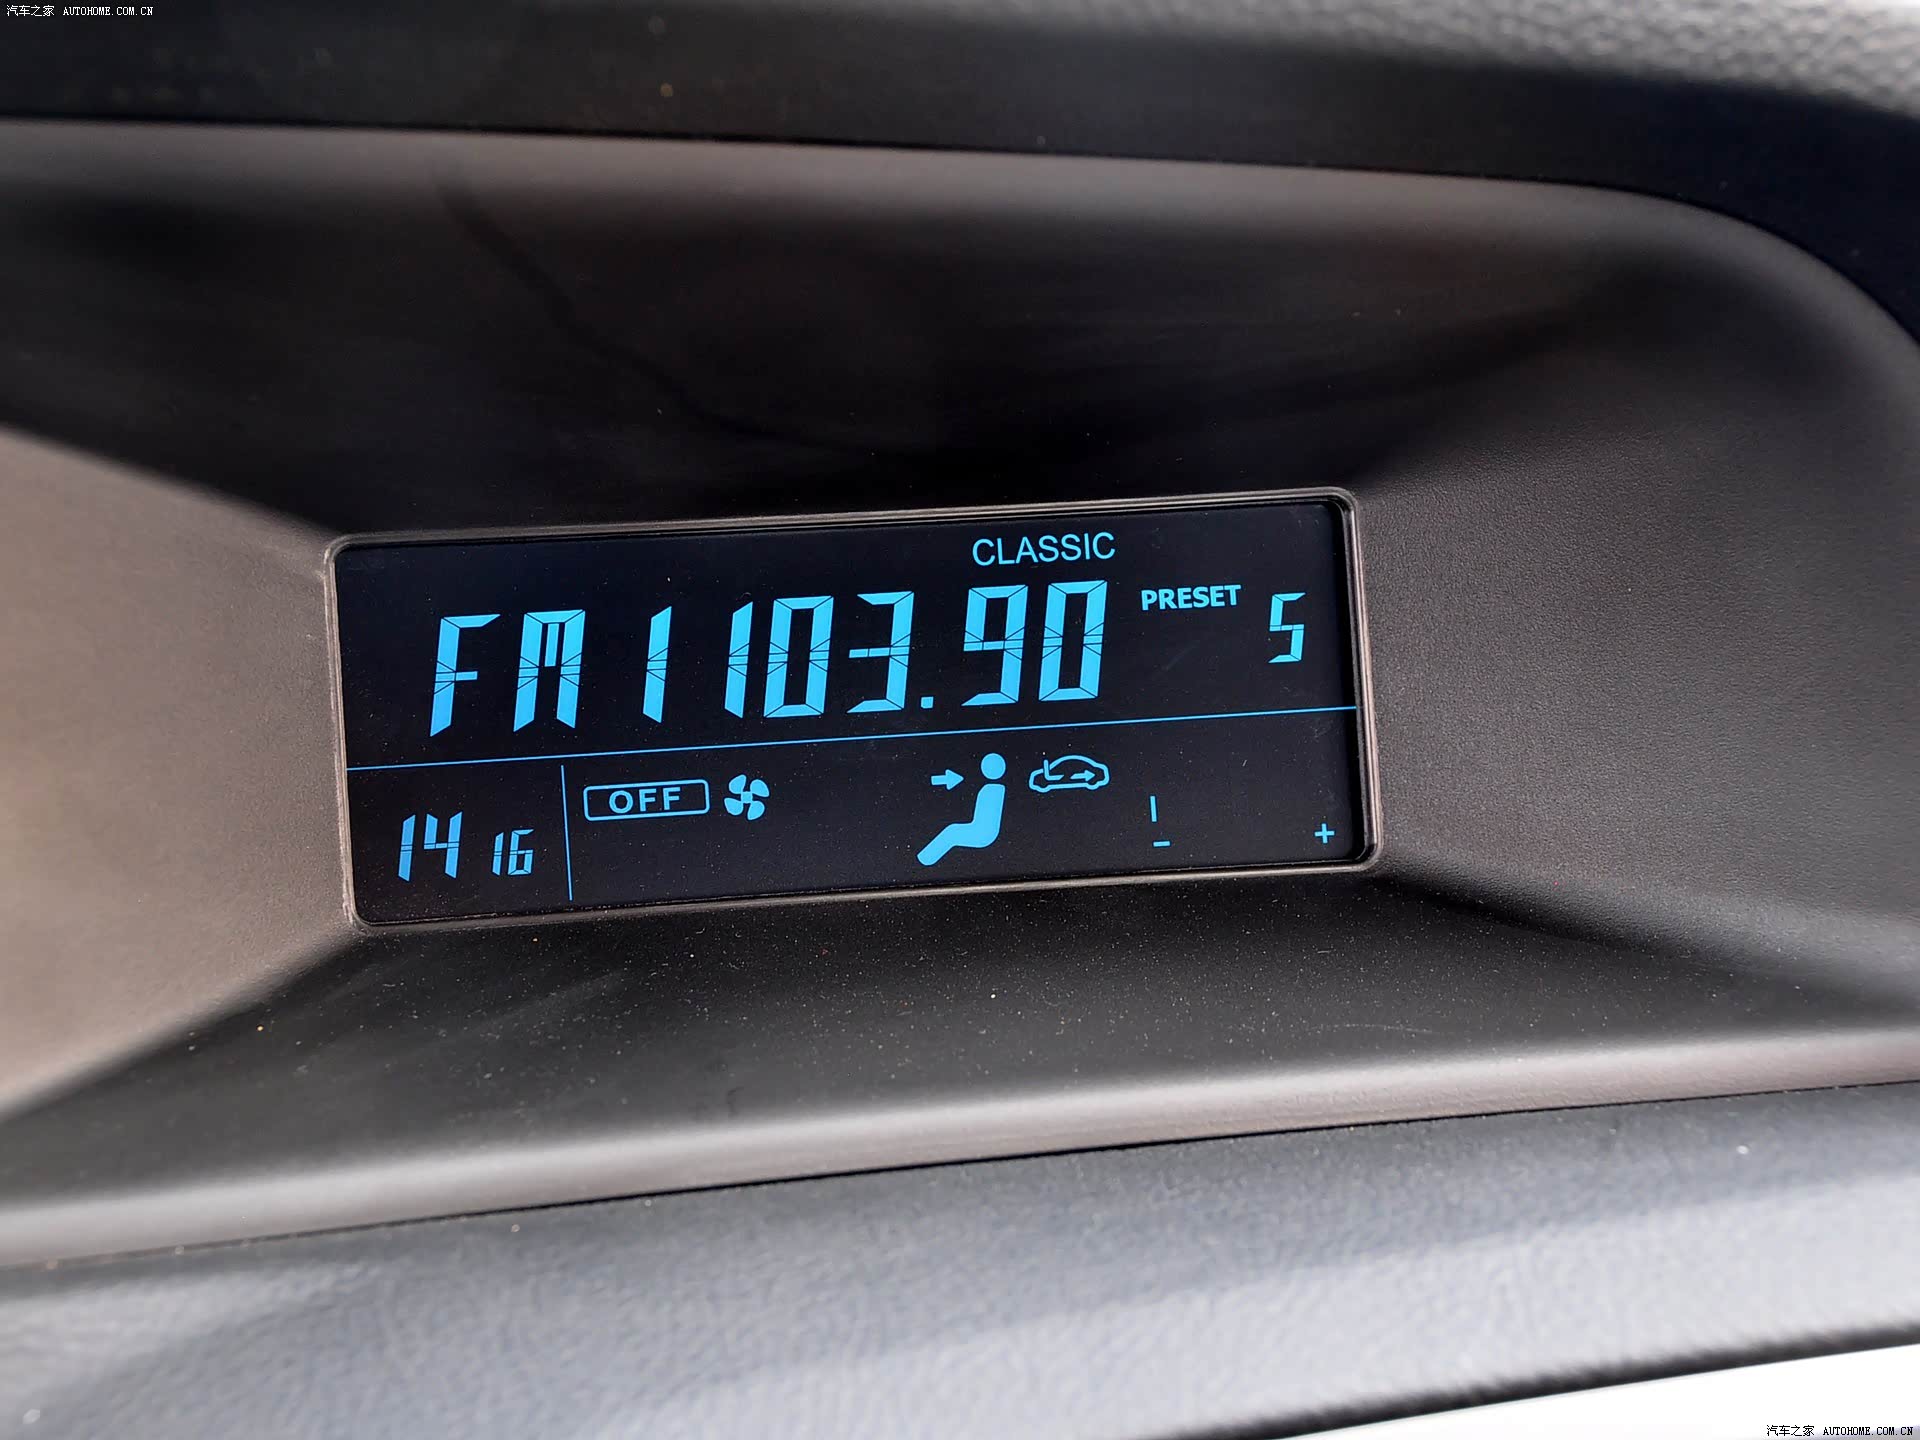 汽车之家 AUTOHOME.COM.CN
CLASSIC
FM1 103.90 PRESET 5
14 16 OFF - +
汽车之家 AUTOHOME.COM.CN